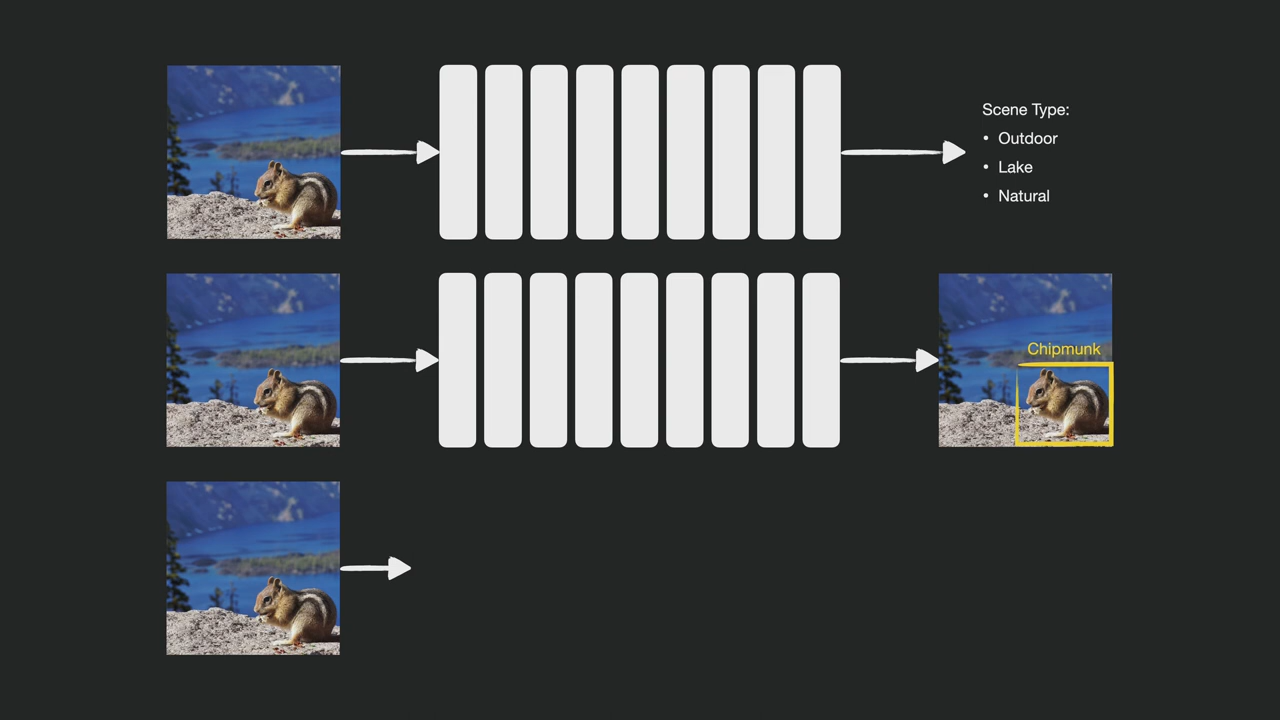 Scene Type:
• Outdoor
• Lake
• Natural
Chipmunk